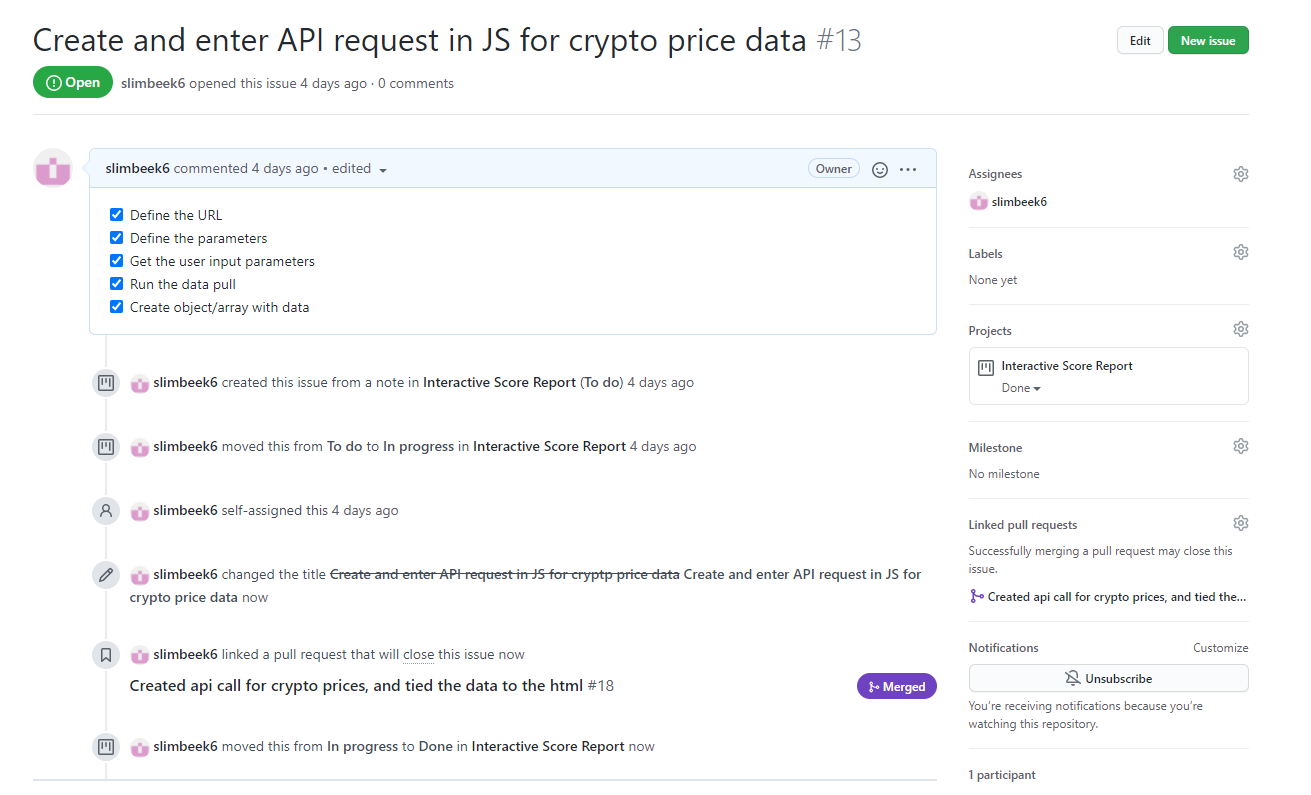 Create and enter API request in JS for crypto price data #13
Edit
New issue
Open
slimbeek6 opened this issue 4 days ago · 0 comments
slimbeek6 commented 4 days ago • edited
Owner
Define the URL
Define the parameters
Get the user input parameters
Run the data pull
Create object/array with data
slimbeek6 created this issue from a note in Interactive Score Report (To do) 4 days ago
slimbeek6 moved this from To do to In progress in Interactive Score Report 4 days ago
slimbeek6 self-assigned this 4 days ago
slimbeek6 changed the title Create and enter API request in JS for cryptp price data Create and enter API request in JS for
crypto price data now
slimbeek6 linked a pull request that will close this issue now
Created api call for crypto prices, and tied the data to the html #18
Merged
slimbeek6 moved this from In progress to Done in Interactive Score Report now
Assignees
slimbeek6
Labels
None yet
Projects
Interactive Score Report
Done
Milestone
No milestone
Linked pull requests
Successfully merging a pull request may close this
issue.
Created api call for crypto prices, and tied the...
Notifications
Customize
Unsubscribe
You're receiving notifications because you're
watching this repository.
1 participant